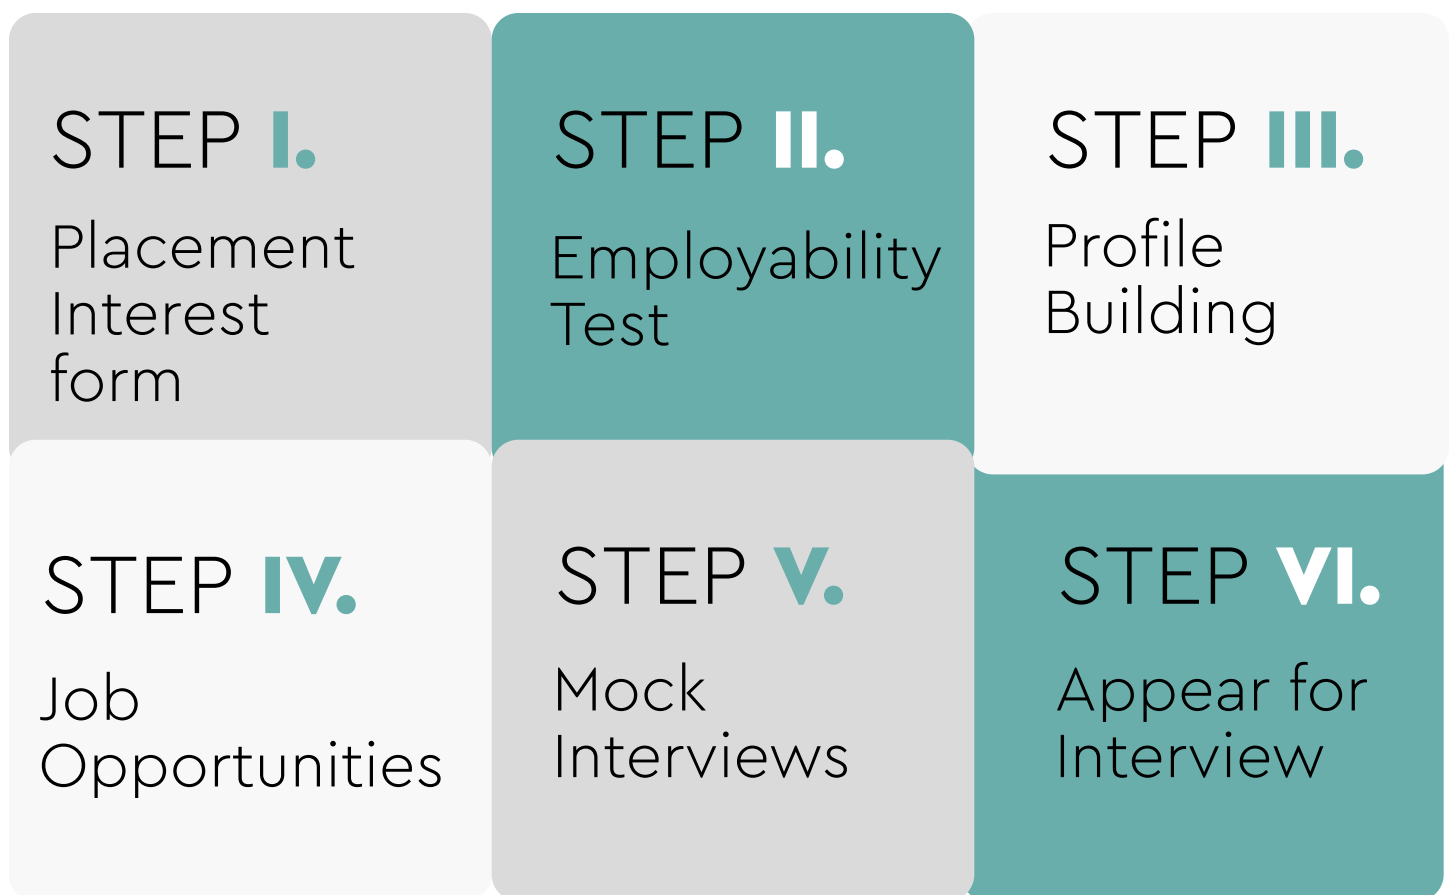 STEP I.
Placement
Interest
form
STEP II.
Employability
Test
STEP III.
Profile
Building
STEP IV.
Job
Opportunities
STEP V.
Mock
Interviews
STEP VI.
Appear for
Interview